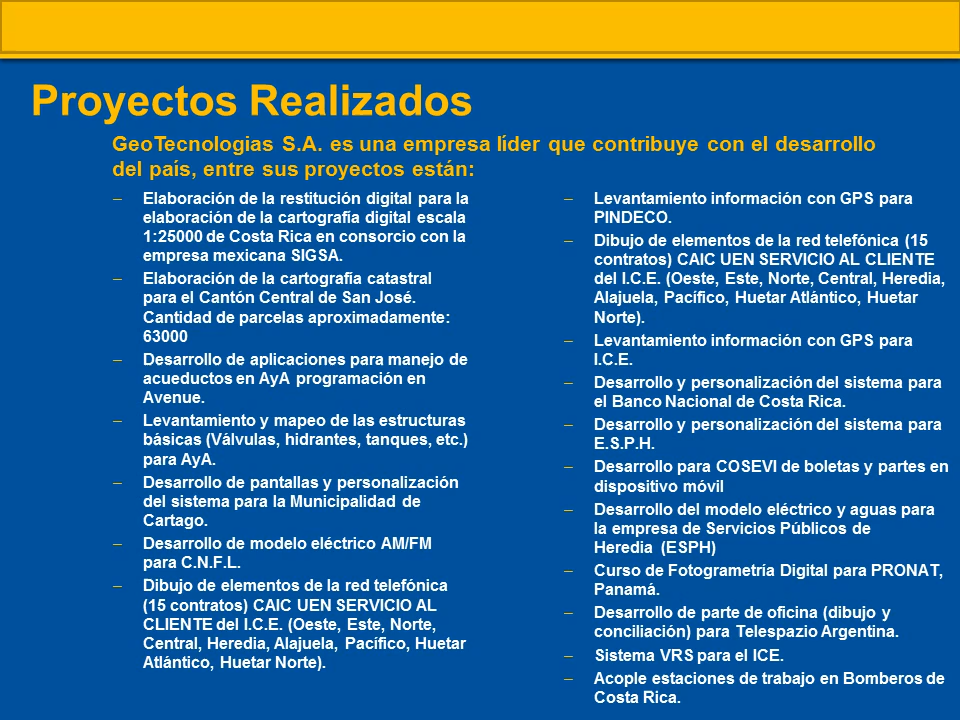 Proyectos Realizados
GeoTecnologias S.A. es una empresa líder que contribuye con el desarrollo
del país, entre sus proyectos están:
– Elaboración de la restitución digital para la
elaboración de la cartografía digital escala
1:25000 de Costa Rica en consorcio con la
empresa mexicana SIGSA.
– Elaboración de la cartografía catastral
para el Cantón Central de San José.
Cantidad de parcelas aproximadamente:
63000
– Desarrollo de aplicaciones para manejo de
acueductos en AyA programación en
Avenue.
– Levantamiento y mapeo de las estructuras
básicas (Válvulas, hidrantes, tanques, etc.)
para AyA.
– Desarrollo de pantallas y personalización
del sistema para la Municipalidad de
Cartago.
– Desarrollo de modelo eléctrico AM/FM
para C.N.F.L.
– Dibujo de elementos de la red telefónica
(15 contratos) CAIC UEN SERVICIO AL
CLIENTE del I.C.E. (Oeste, Este, Norte,
Central, Heredia, Alajuela, Pacífico, Huetar
Atlántico, Huetar Norte).
– Levantamiento información con GPS para
PINDECO.
– Dibujo de elementos de la red telefónica (15
contratos) CAIC UEN SERVICIO AL CLIENTE
del I.C.E. (Oeste, Este, Norte, Central, Heredia,
Alajuela, Pacífico, Huetar Atlántico, Huetar
Norte).
– Levantamiento información con GPS para
I.C.E.
– Desarrollo y personalización del sistema para
el Banco Nacional de Costa Rica.
– Desarrollo y personalización del sistema para
E.S.P.H.
– Desarrollo para COSEVI de boletas y partes en
dispositivo móvil
– Desarrollo del modelo eléctrico y aguas para
la empresa de Servicios Públicos de
Heredia (ESPH)
– Curso de Fotogrametría Digital para PRONAT,
Panamá.
– Desarrollo de parte de oficina (dibujo y
conciliación) para Telespazio Argentina.
– Sistema VRS para el ICE.
– Acople estaciones de trabajo en Bomberos de
Costa Rica.